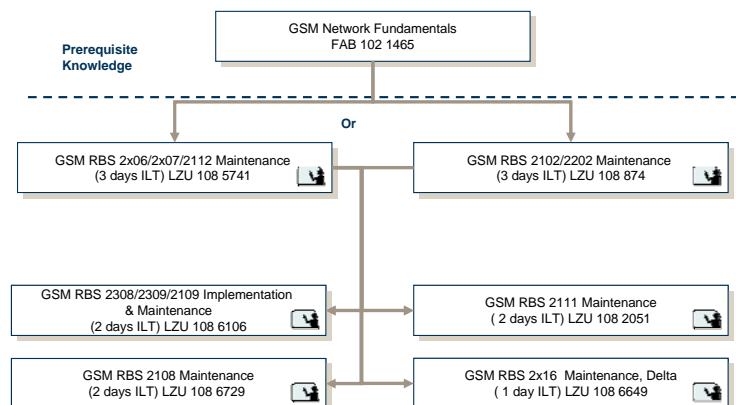 GSM Network Fundamentals
FAB 102 1465
Prerequisite
Knowledge
Or
GSM RBS 2x06/2x07/2112 Maintenance
(3 days ILT) LZU 108 5741
GSM RBS 2102/2202 Maintenance
(3 days ILT) LZU 108 874
GSM RBS 2308/2309/2109 Implementation
& Maintenance
(2 days ILT) LZU 108 6106
GSM RBS 2111 Maintenance
( 2 days ILT) LZU 108 2051
GSM RBS 2108 Maintenance
(2 days ILT) LZU 108 6729
GSM RBS 2x16  Maintenance, Delta
( 1 day ILT) LZU 108 6649